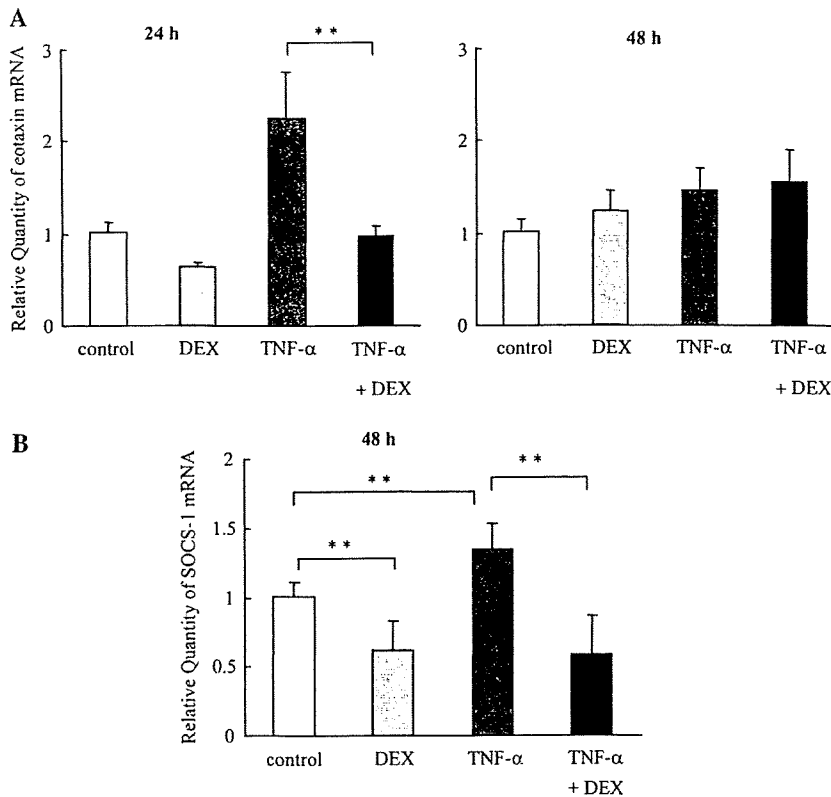 A
24 h
48 h
* *
Relative Quantity of eotaxin mRNA
3
2
1
0
3
2
1
0
control DEX TNF-α TNF-α
+ DEX
control DEX TNF-α TNF-α
+ DEX
B
48 h
Relative Quantity of SOCS-1 mRNA
2
1.5
1
0.5
0
* *
* *
* *
control DEX TNF-α TNF-α
+ DEX